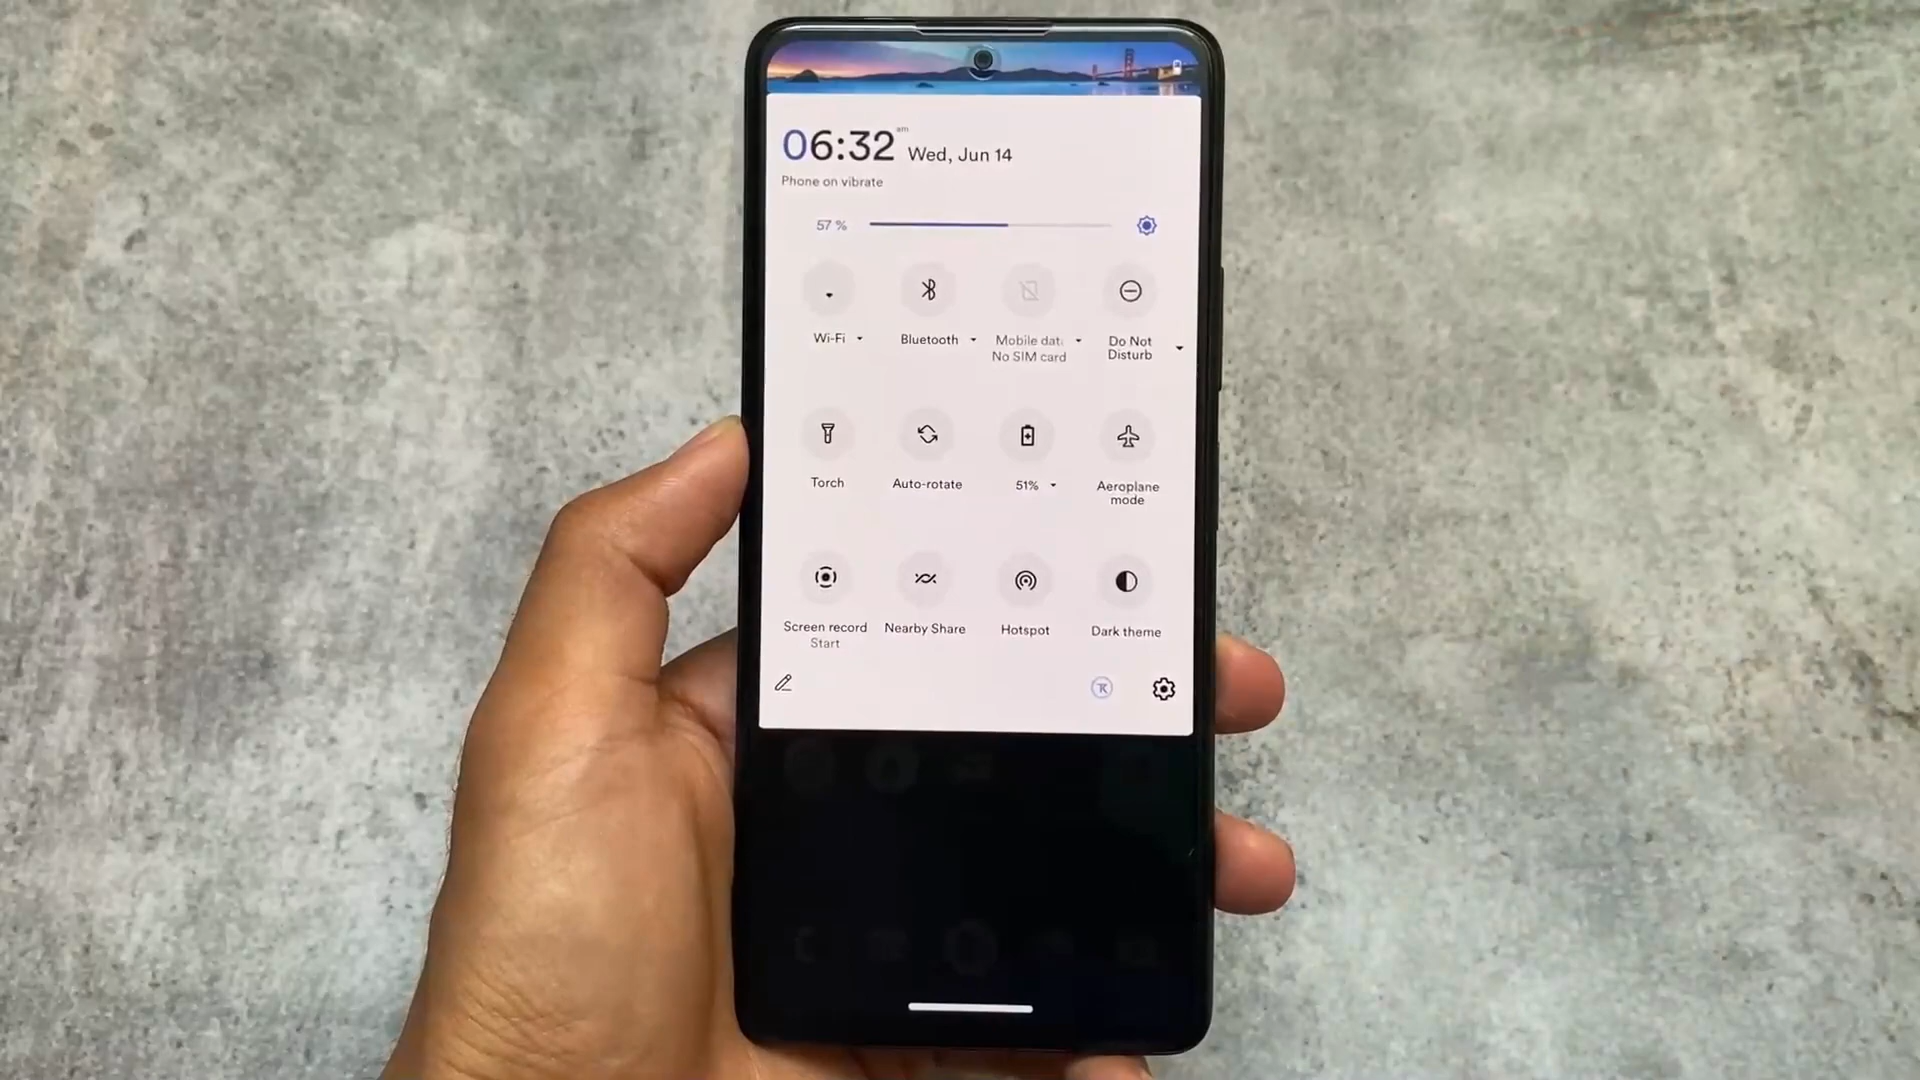 06:32 am Wed, Jun 14
Phone on vibrate
57 %
Wi-Fi Bluetooth Mobile dat Do Not
No SIM card Disturb
Torch Auto-rotate 51% Aeroplane
mode
Screen record Nearby Share Hotspot Dark theme
Start